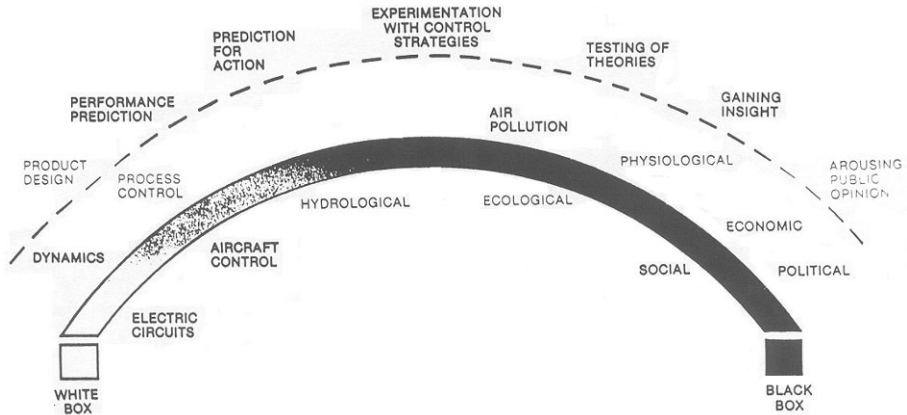 EXPERIMENTATION
WITH CONTROL
STRATEGIES
PREDICTION
FOR
ACTION
TESTING OF
THEORIES
PERFORMANCE
PREDICTION
GAINING
INSIGHT
AIR
POLLUTION
PRODUCT
DESIGN
PROCESS
CONTROL
PHYSIOLOGICAL
AROUSING
PUBLIC
OPINION
HYDROLOGICAL
ECOLOGICAL
DYNAMICS
AIRCRAFT
CONTROL
ECONOMIC
SOCIAL
POLITICAL
ELECTRIC
CIRCUITS
WHITE
BOX
BLACK
BOX